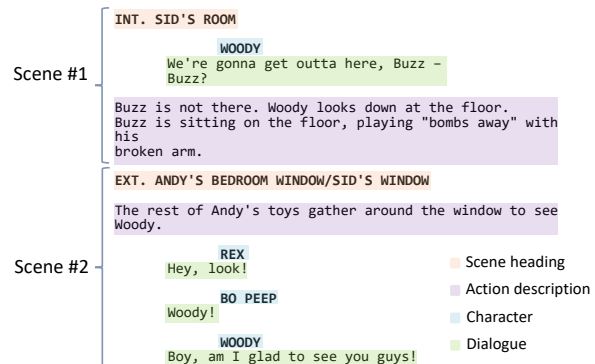 Scene #1
INT. SID'S ROOM
WOODY
We're gonna get outta here, Buzz –
Buzz?
Buzz is not there. Woody looks down at the floor.
Buzz is sitting on the floor, playing "bombs away" with
his
broken arm.
Scene #2
EXT. ANDY'S BEDROOM WINDOW/SID'S WINDOW
The rest of Andy's toys gather around the window to see
Woody.
REX
Hey, look!
BO PEEP
Woody!
WOODY
Boy, am I glad to see you guys!
Scene heading
Action description
Character
Dialogue